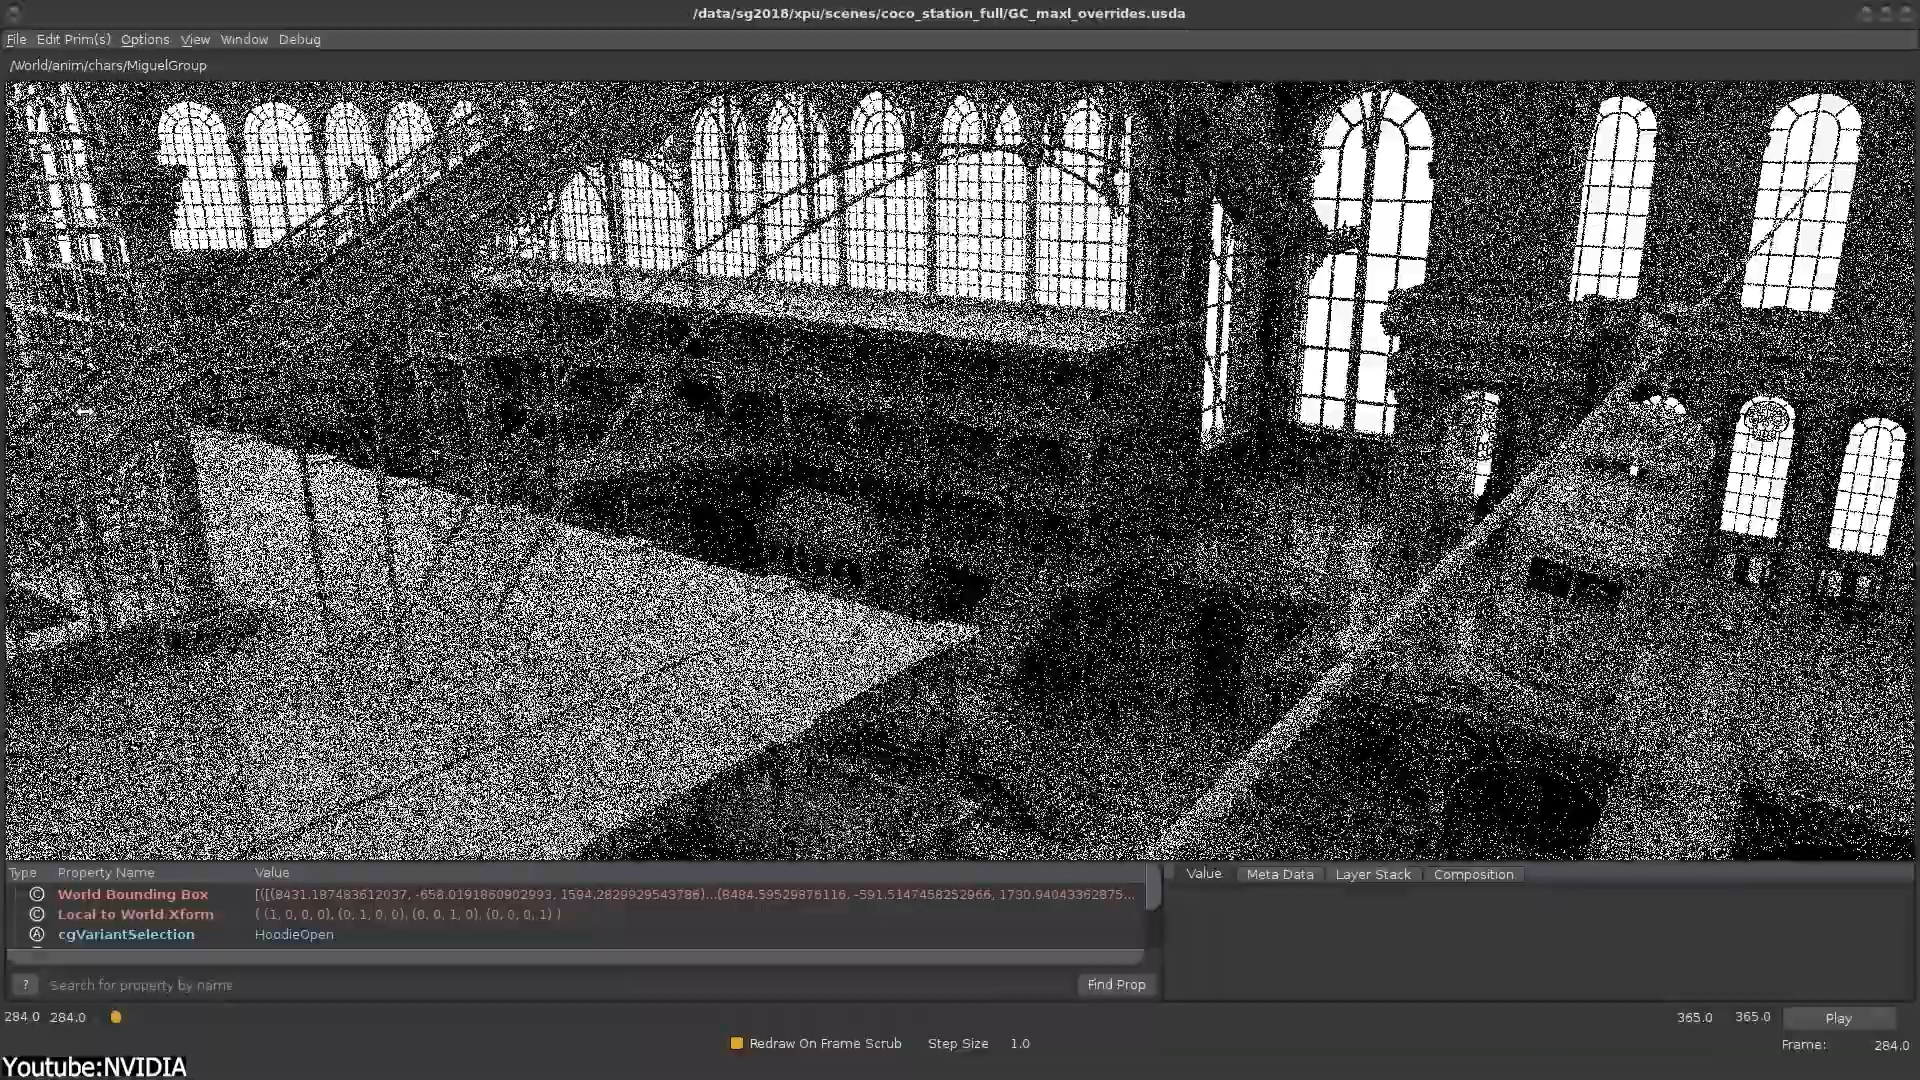 /data/sg2018/xpu/scenes/coco_station_full/GC_maxl_overrides.usda
File Edit Prim(s) Options View Window Debug
/World/anim/chars/MiguelGroup
Type Property Name Value
Value Meta Data Layer Stack Composition
C World Bounding Box [([(8431.187483612037, -658.0191860902993, 1594.2829929543786)...(8484.59529876116, -591.5147458252966, 1730.94043362875...
C Local to World Xform ( (1, 0, 0, 0), (0, 1, 0, 0), (0, 0, 1, 0), (0, 0, 0, 1) )
A cgVariantSelection HoodieOpen
? Search for property by name Find Prop
284.0 284.0 365.0 365.0 Play
Redraw On Frame Scrub Step Size 1.0 Frame: 284.0
Youtube:NVIDIA